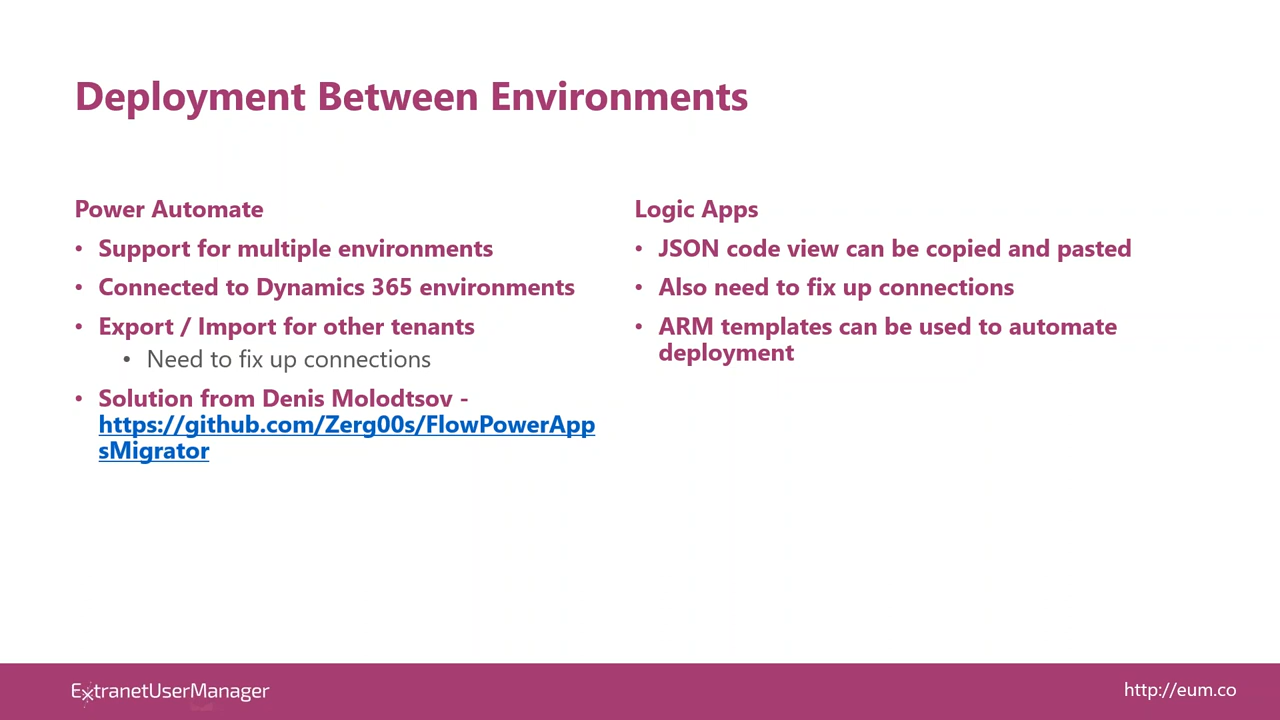 Deployment Between Environments
Power Automate
• Support for multiple environments
• Connected to Dynamics 365 environments
• Export / Import for other tenants
• Need to fix up connections
• Solution from Denis Molodtsov -
https://github.com/Zerg00s/FlowPowerApp
sMigrator
Logic Apps
• JSON code view can be copied and pasted
• Also need to fix up connections
• ARM templates can be used to automate
deployment
ExtranetUserManager
http://eum.co